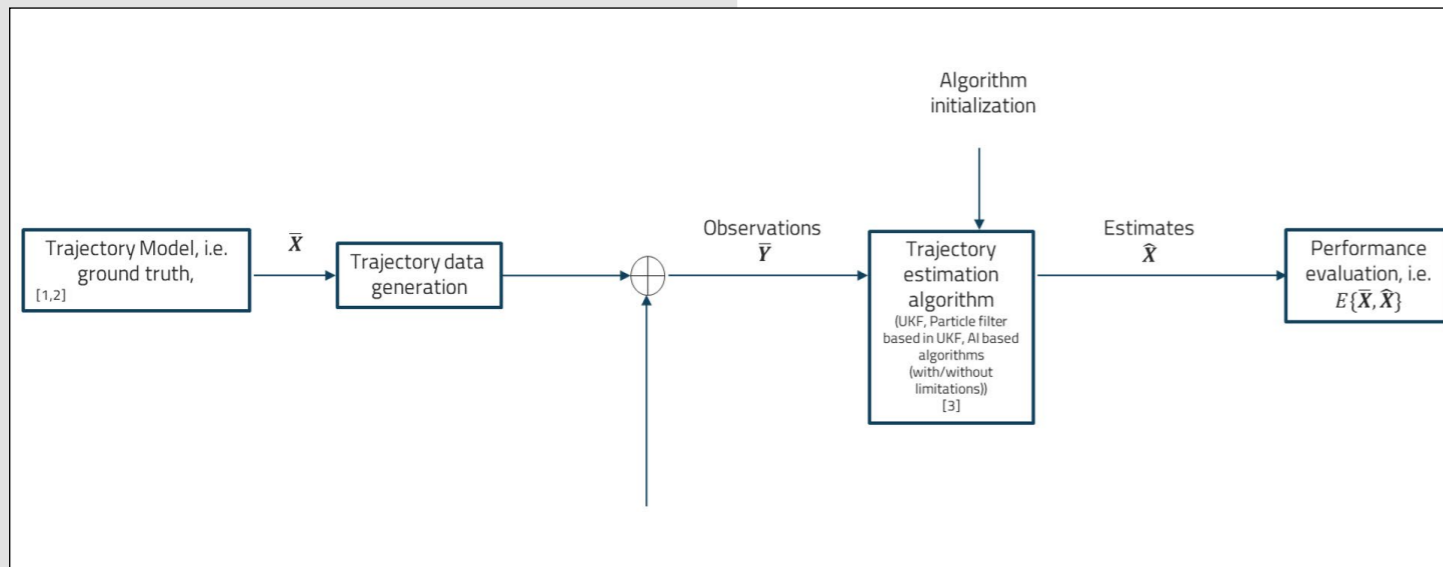 Algorithm
initialization
Trajectory Model, i.e.
ground truth,
[1,2]
X̅
Trajectory data
generation
Observations
Y̅
Trajectory
estimation
algorithm
(UKF, Particle filter
based in UKF, AI based
algorithms
(with/without
limitations))
[3]
Estimates
X̂
Performance
evaluation, i.e.
E{X̅, X̂}